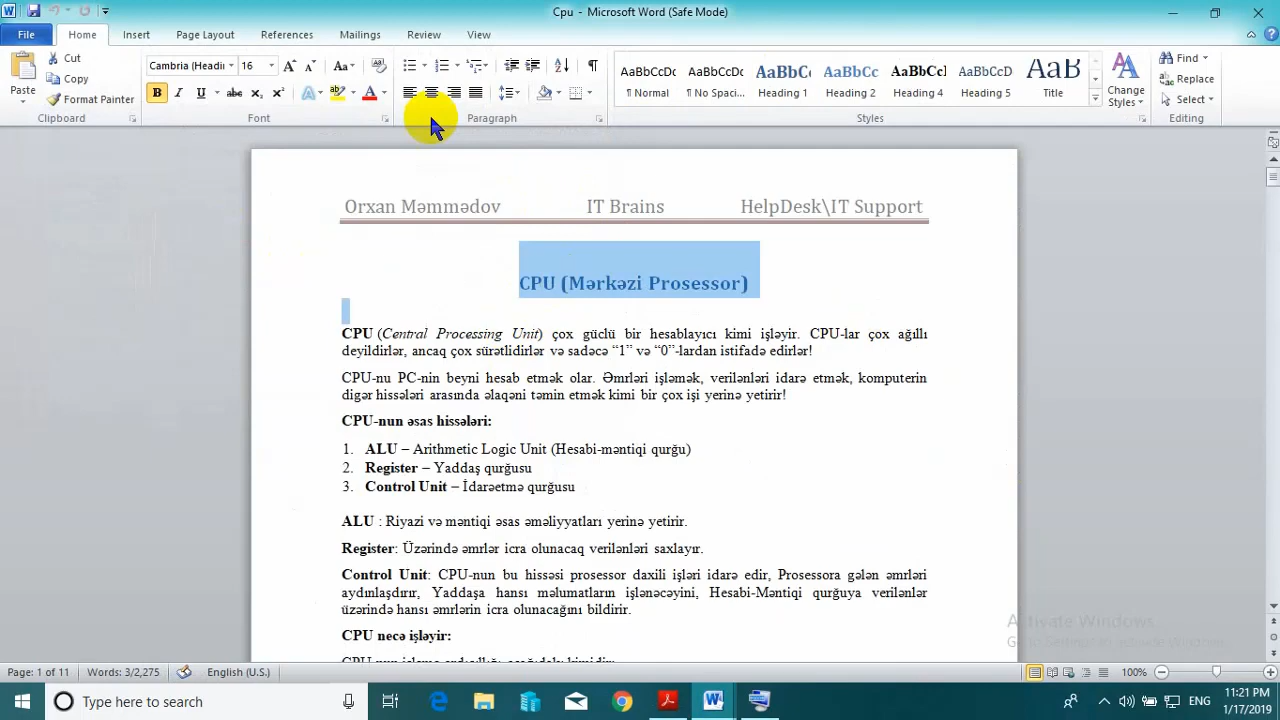 Cpu - Microsoft Word (Safe Mode)
File Home Insert Page Layout References Mailings Review View
Paste
Cut
Copy
Format Painter
Clipboard
Cambria (Headin 16
Font
Paragraph
AaBbCcDc AaBbCcDc AaBbC AaBbCc AaBbCcI AaBbCcD AaB
¶ Normal ¶ No Spaci... Heading 1 Heading 2 Heading 4 Heading 5 Title
Styles
Change
Styles
Find
Replace
Select
Editing
Orxan Məmmədov IT Brains HelpDesk\IT Support
CPU (Mərkəzi Prosessor)
CPU (Central Processing Unit) çox güclü bir hesablayıcı kimi işləyir. CPU-lar çox ağıllı
deyildirlər, ancaq çox sürətlidirlər və sadəcə “1” və “0”-lardan istifadə edirlər!
CPU-nu PC-nin beyni hesab etmək olar. Əmrləri işləmək, verilənləri idarə etmək, komputerin
digər hissələri arasında əlaqəni təmin etmək kimi bir çox işi yerinə yetirir!
CPU-nun əsas hissələri:
1. ALU – Arithmetic Logic Unit (Hesabi-məntiqi qurğu)
2. Register – Yaddaş qurğusu
3. Control Unit – İdarəetmə qurğusu
ALU : Riyazi və məntiqi əsas əməliyyatları yerinə yetirir.
Register: Üzərində əmrlər icra olunacaq verilənləri saxlayır.
Control Unit: CPU-nun bu hissəsi prosessor daxili işləri idarə edir, Prosessora gələn əmrləri
aydınlaşdırır, Yaddaşa hansı məlumatların işlənəcəyini, Hesabi-Məntiqi qurğuya verilənlər
üzərində hansı əmrlərin icra olunacağını bildirir.
CPU necə işləyir:
Activate Windows
Go to Settings to activate Windows.
Page: 1 of 11 Words: 3/2,275 English (U.S.) 100%
Type here to search
ENG
11:21 PM
1/17/2019